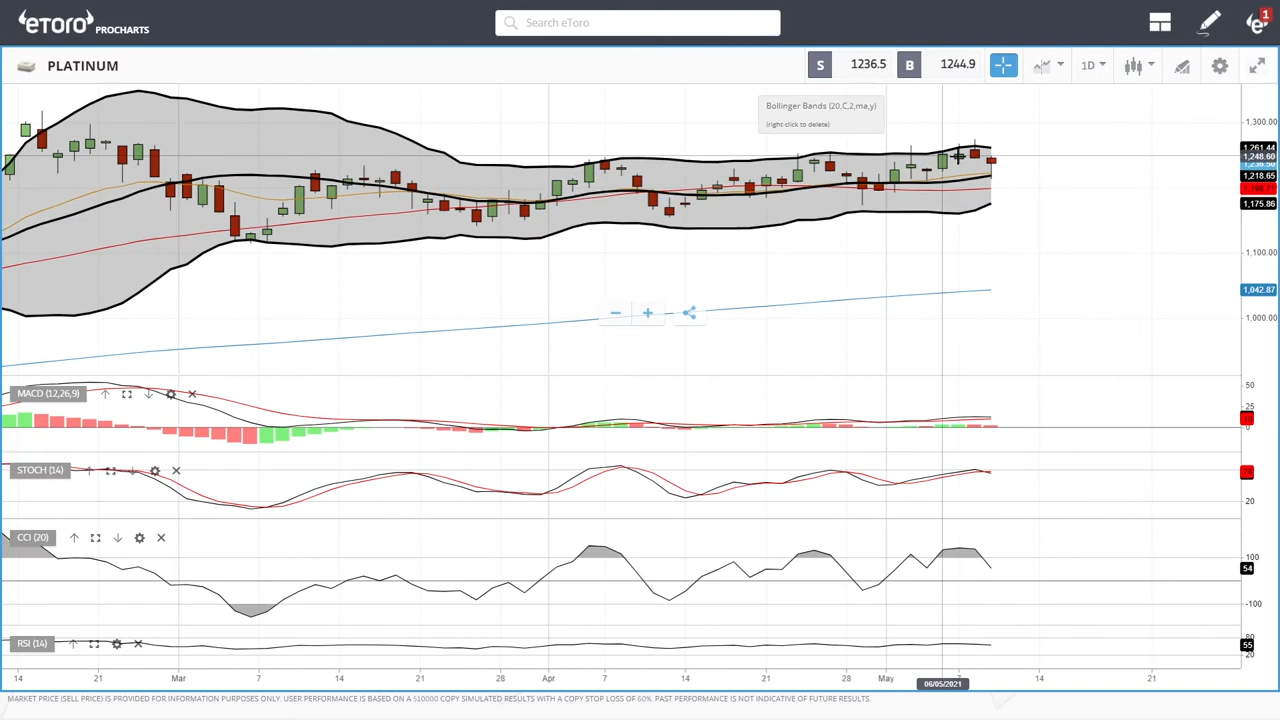 eToro PROCHARTS
Search eToro
1
PLATINUM
S 1236.5 B 1244.9
1D
Bollinger Bands (20,C,2,ma,y)
(right click to delete)
1,300.00
1,261.44
1,248.60
1,218.65
1,175.86
1,100.00
1,042.87
1,000.00
MACD (12,26,9)
50
25
0
STOCH (14)
20
CCI (20)
100
54
-100
RSI (14)
80
55
20
14 21 Mar 7 14 21 28 Apr 7 14 21 28 May 7 14 21
06/05/2021
MARKET PRICE (SELL PRICE) IS PROVIDED FOR INFORMATION PURPOSES ONLY. USER PERFORMANCE IS BASED ON A $10000 COPY SIMULATED RESULTS WITH A COPY STOP LOSS OF 60%. PAST PERFORMANCE IS NOT INDICATIVE OF FUTURE RESULTS.